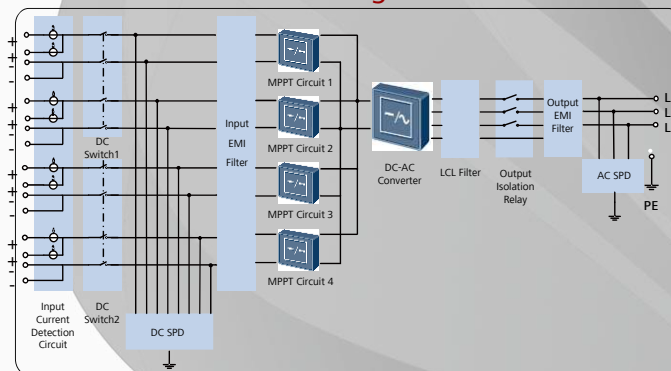 +
+
-
-
+
+
-
-
+
+
-
-
+
+
-
-
DC
Switch1
Input
EMI
Filter
MPPT Circuit 1
MPPT Circuit 2
MPPT Circuit 3
MPPT Circuit 4
DC-AC
Converter
LCL Filter
Output
Isolation
Relay
Output
EMI
Filter
L
L
L
AC SPD
PE
Input
Current
Detection
Circuit
DC
Switch2
DC SPD